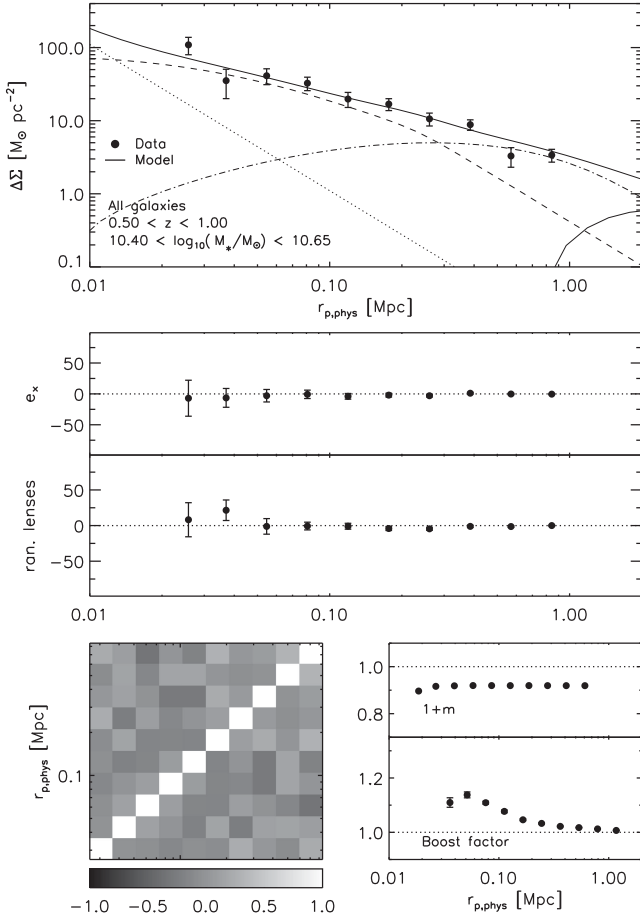 100.0
10.0
1.0
0.1
ΔΣ [M⊙ pc⁻²]
Data
Model
All galaxies
0.50 < z < 1.00
10.40 < log₁₀(M*/M⊙) < 10.65
0.01 0.10 1.00
rp,phys [Mpc]
50
0
−50
eₓ
50
0
−50
ran. lenses
0.01 0.10 1.00
rp,phys [Mpc]
0.1
−1.0 −0.5 0.0 0.5 1.0
1.0
0.8
1+m
1.2
1.0
Boost factor
0.01 0.10 1.00
rp,phys [Mpc]